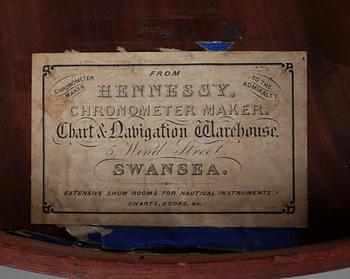 FROM
CHRONOMETER MAKER
TO THE ADMIRALTY.
HENNESSY,
CHRONOMETER MAKER,
Chart & Navigation Warehouse.
5, Wind Street
SWANSEA.
EXTENSIVE SHOW ROOMS FOR NAUTICAL INSTRUMENTS
CHARTS, BOOKS, &c.